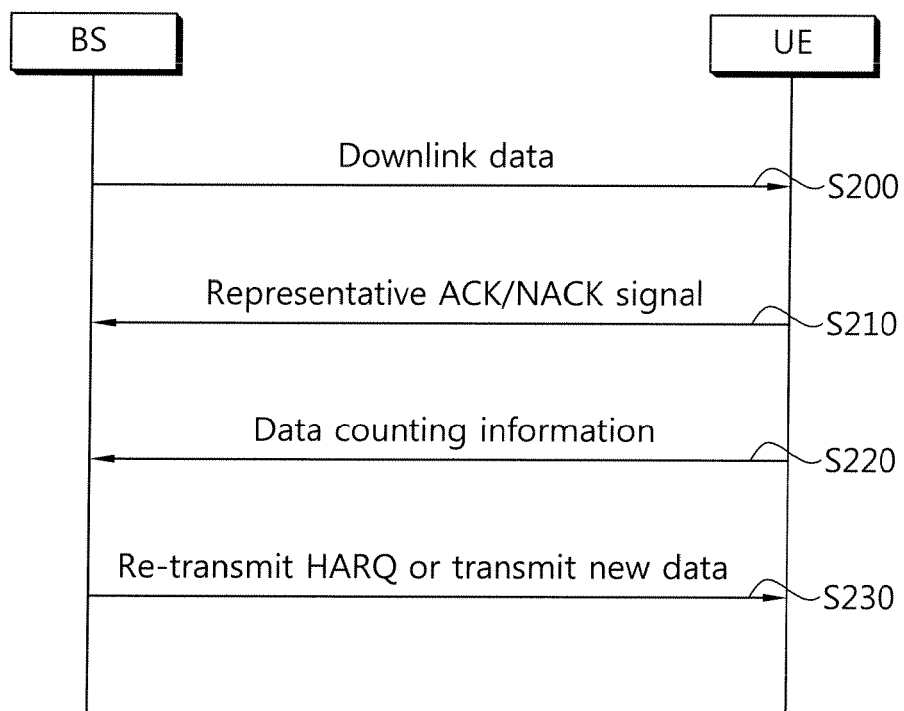 BS
UE
Downlink data
S200
Representative ACK/NACK signal
S210
Data counting information
S220
Re-transmit HARQ or transmit new data
S230